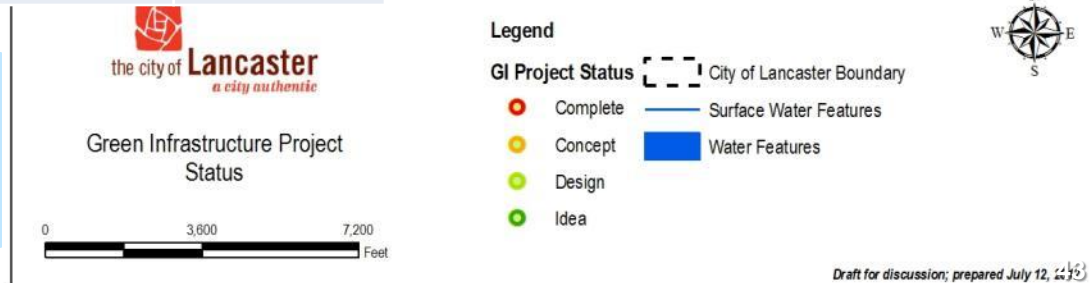 the city of Lancaster
a city authentic
Green Infrastructure Project
Status
0 3,600 7,200
Feet
Legend
GI Project Status
Complete
Concept
Design
Idea
City of Lancaster Boundary
Surface Water Features
Water Features
W E
S
Draft for discussion; prepared July 12,
43